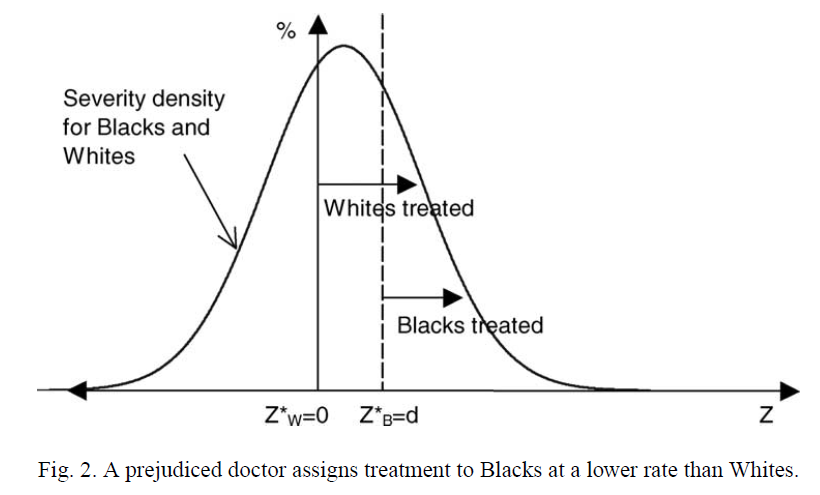 %
Severity density
for Blacks and
Whites
Whites treated
Blacks treated
Z*W=0
Z*B=d
Z
Fig. 2. A prejudiced doctor assigns treatment to Blacks at a lower rate than Whites.